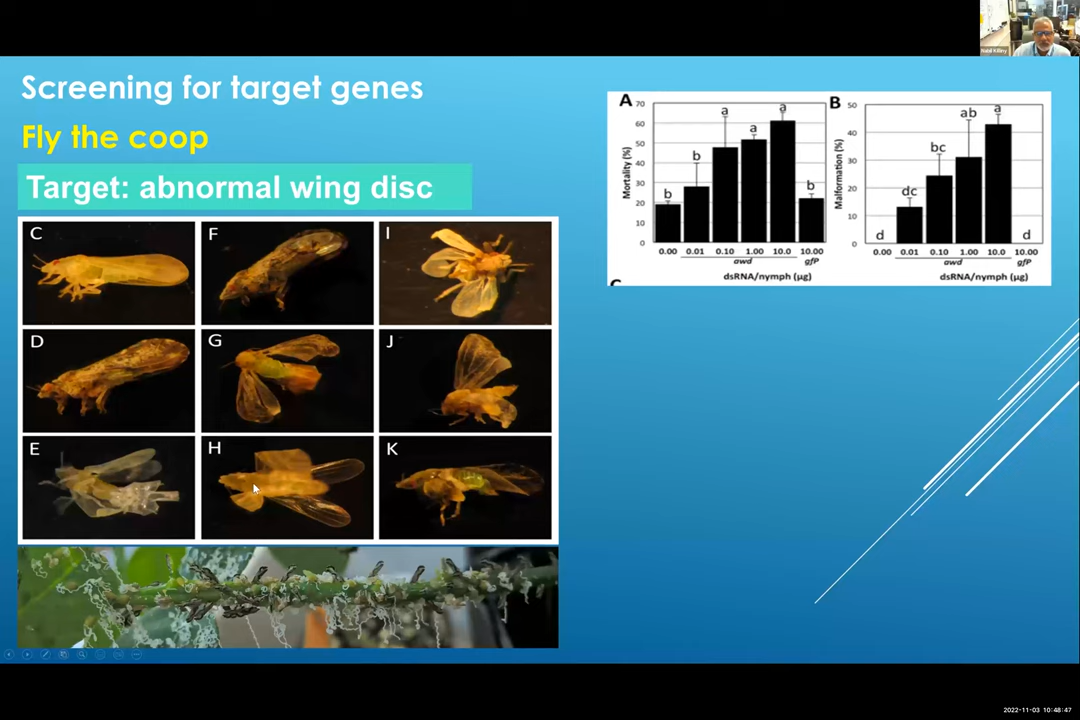 Nabil Killiny
Screening for target genes
Fly the coop
Target: abnormal wing disc
C
F
I
D
G
J
E
H
K
A
Mortality (%)
70
60
50
40
30
20
10
0
b
b
a
a
a
b
0.00 0.01 0.10 1.00 10.0 10.00
awd gfP
dsRNA/nymph (µg)
B
Malformation (%)
50
40
30
20
10
0
d
dc
bc
ab
a
d
0.00 0.01 0.10 1.00 10.0 10.00
awd gfP
dsRNA/nymph (µg)
2022-11-03 10:48:47